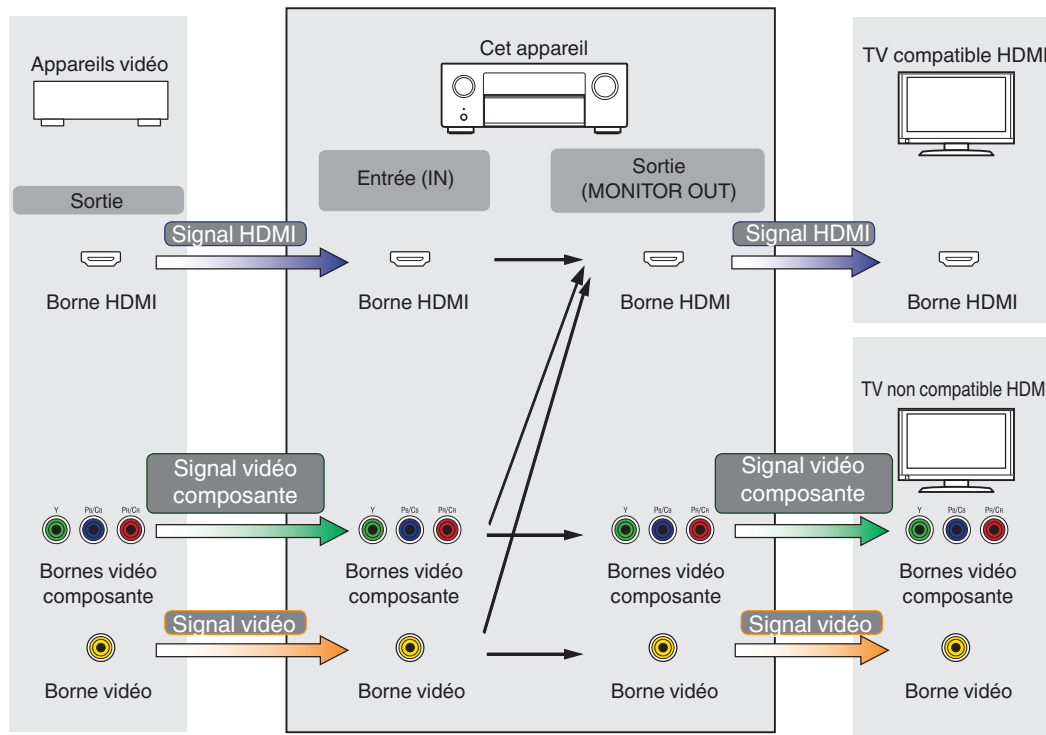 Appareils vidéo
Cet appareil
TV compatible HDMI
Sortie
Entrée (IN)
Sortie
(MONITOR OUT)
Signal HDMI
Signal HDMI
Borne HDMI
Borne HDMI
Borne HDMI
Borne HDMI
TV non compatible HDM
Signal vidéo
composante
Signal vidéo
composante
Y PB/CB PR/CR
Y PB/CB PR/CR
Y PB/CB PR/CR
Y PB/CB PR/CR
Bornes vidéo
composante
Bornes vidéo
composante
Bornes vidéo
composante
Bornes vidéo
composante
Signal vidéo
Signal vidéo
Borne vidéo
Borne vidéo
Borne vidéo
Borne vidéo